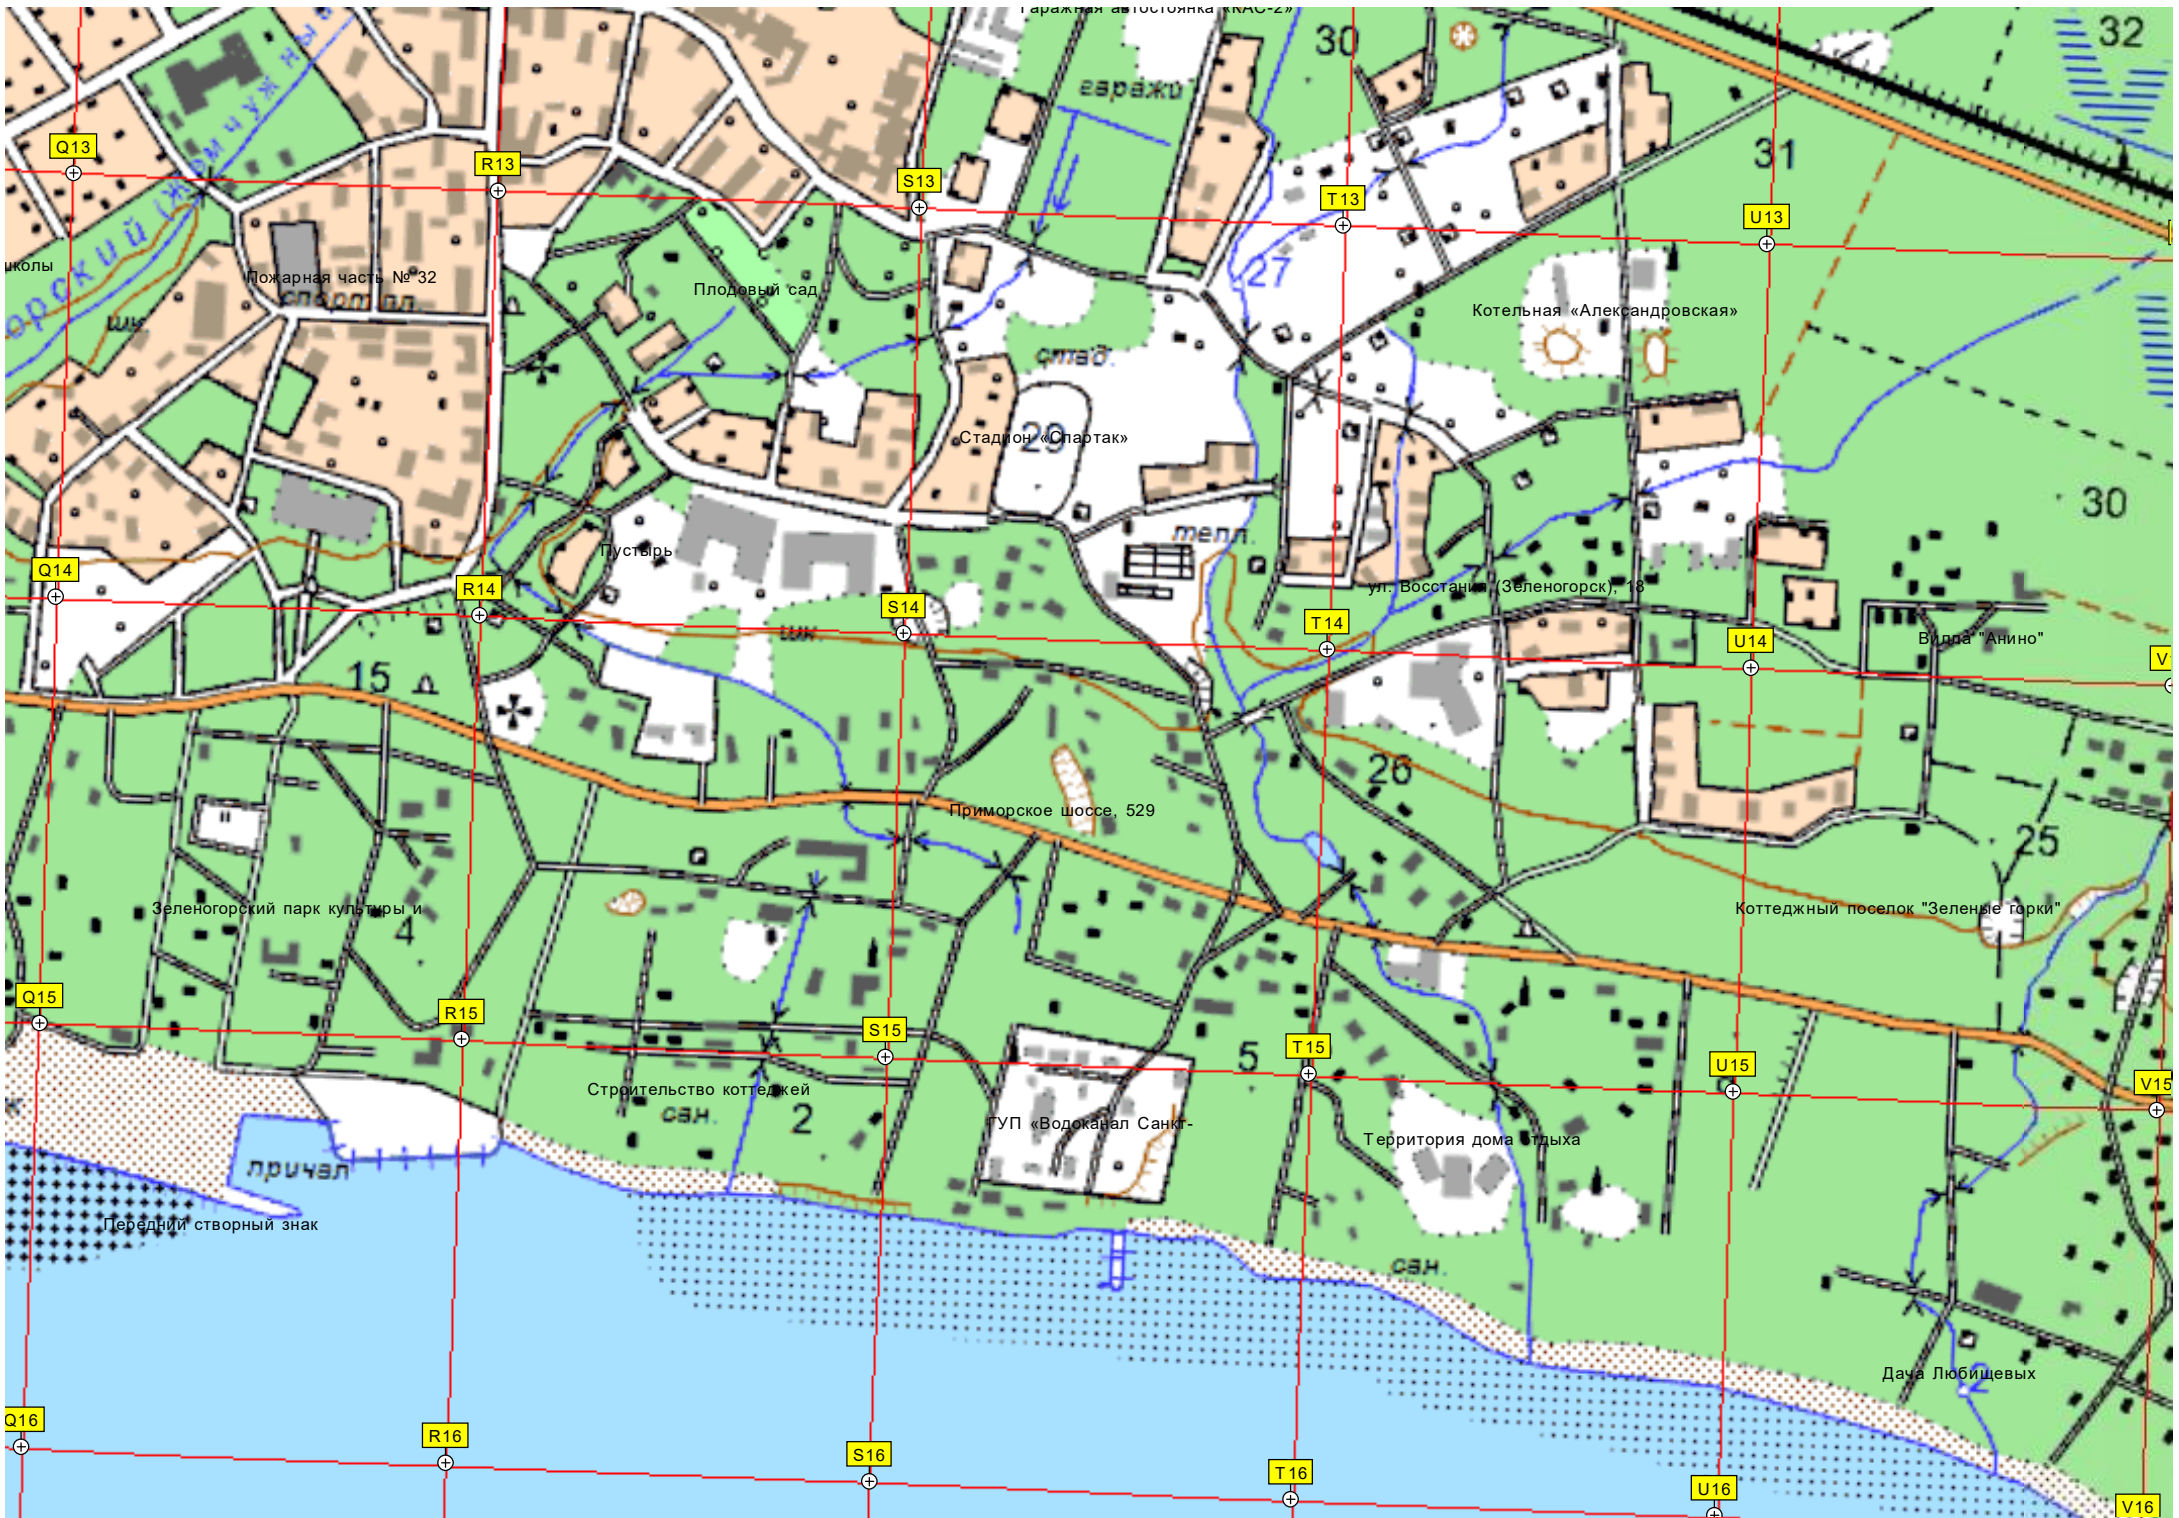 Гаражная автостоянка «КАС-2»
30
32
гаражи
Q13
31
R13
S13
T13
U13
школы
27
Пожарная часть № 32
Плодовый сад
спорт.пл.
Котельная «Александровская»
шк.
стад.
29
Стадион «Спартак»
30
тепл.
Пустырь
Q14
R14
ул. Восстания (Зеленогорск), 18
S14
T14
шк.
Вилла "Анино"
U14
V
15
26
Приморское шоссе, 529
25
Зеленогорский парк культуры и
Коттеджный поселок "Зеленые горки"
4
Q15
R15
S15
T15
5
U15
V15
Строительство коттеджей
сан.
2
ГУП «Водоканал Санкт-
Территория дома отдыха
причал
Передний створный знак
сан.
Дача Любищевых
Q16
R16
S16
T16
U16
V16